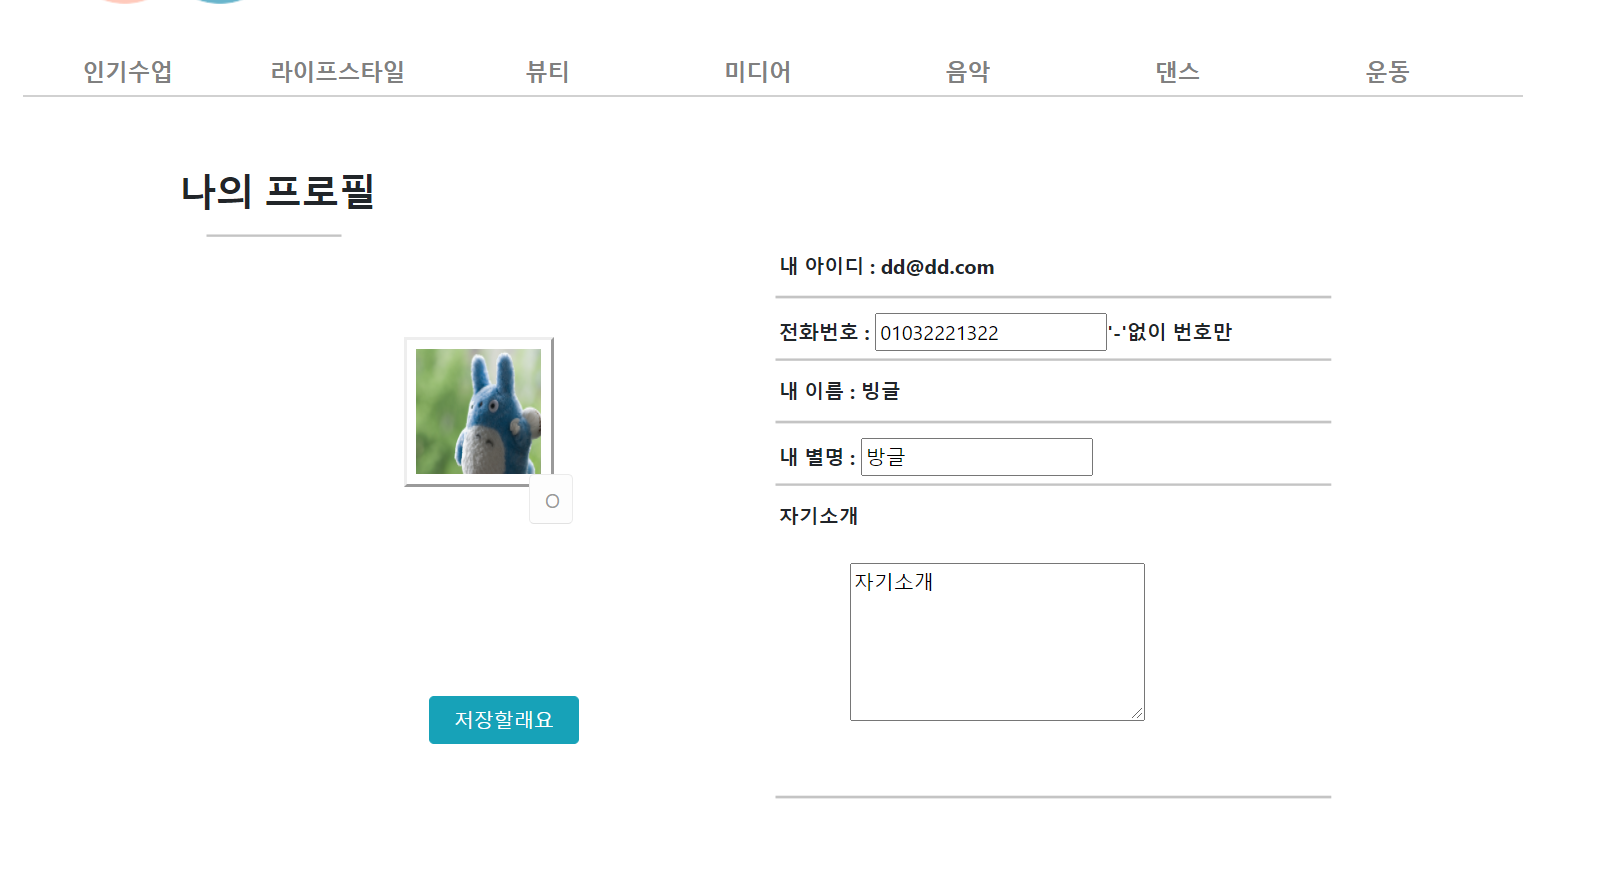 인기수업 라이프스타일 뷰티 미디어 음악 댄스 운동
나의 프로필
내 아이디 : dd@dd.com
전화번호 : 01032221322 '-'없이 번호만
내 이름 : 빙글
내 별명 : 방글
자기소개
자기소개
O
저장할래요